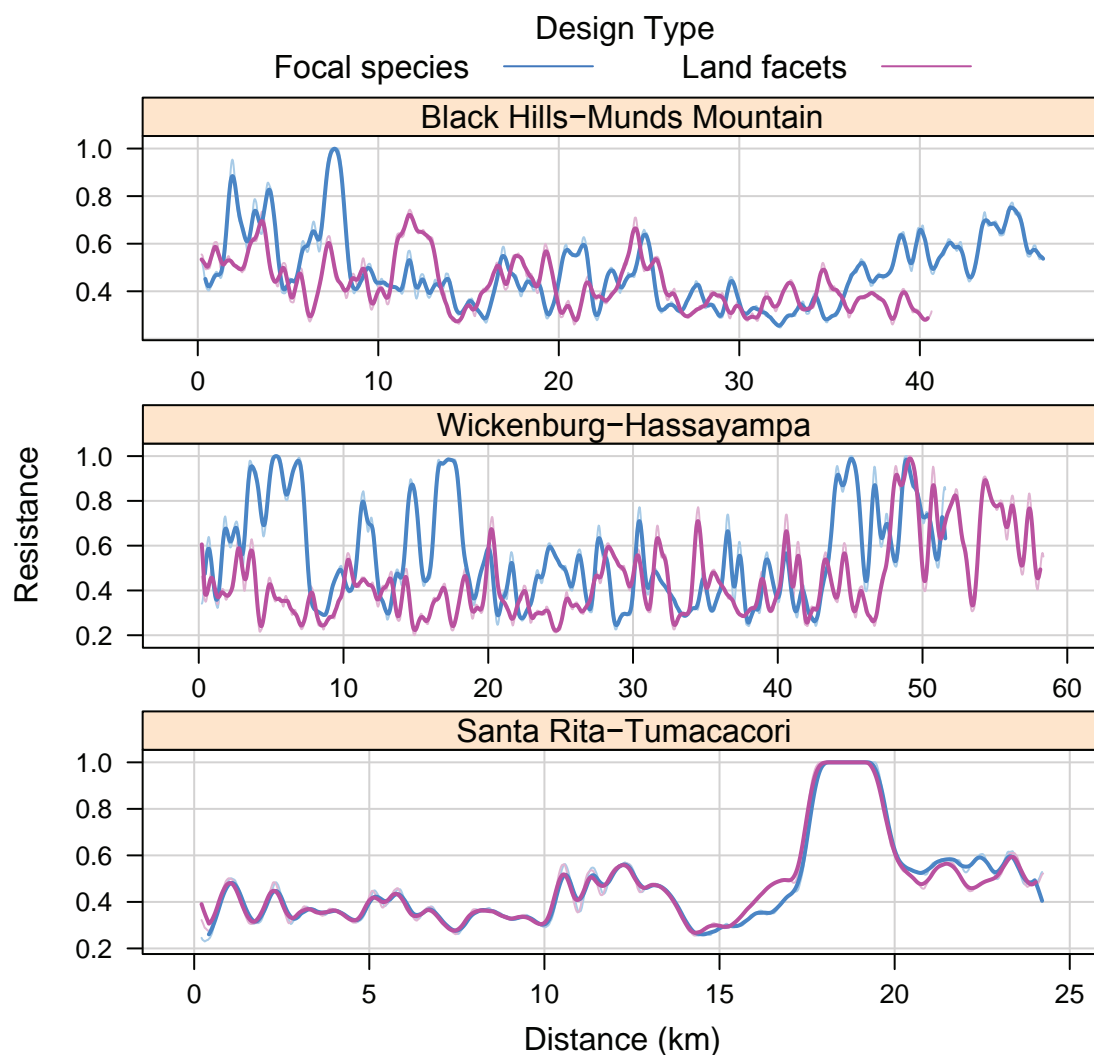 Design Type
Focal species Land facets
Black Hills−Munds Mountain
1.0
0.8
0.6
0.4
0 10 20 30 40
Wickenburg−Hassayampa
1.0
0.8
0.6
0.4
0.2
0 10 20 30 40 50 60
Santa Rita−Tumacacori
1.0
0.8
0.6
0.4
0.2
0 5 10 15 20 25
Resistance
Distance (km)